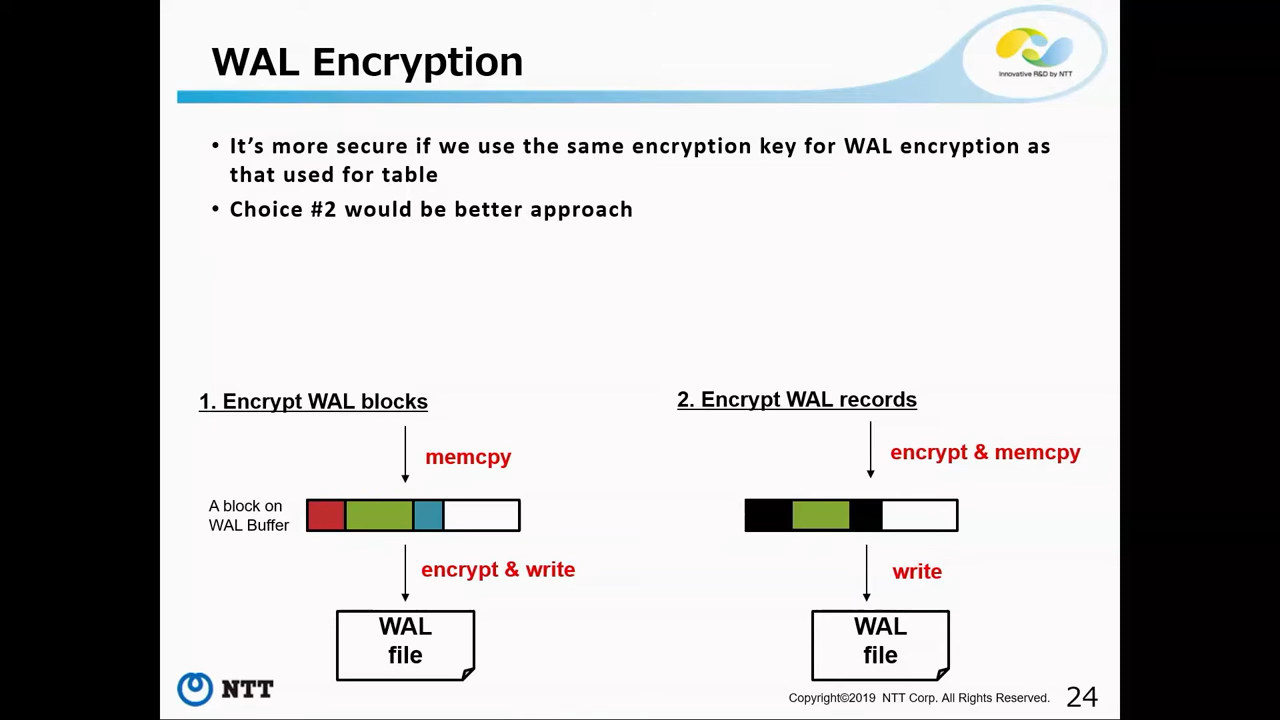 WAL Encryption
Innovative R&D by NTT
• It’s more secure if we use the same encryption key for WAL encryption as
that used for table
• Choice #2 would be better approach
1. Encrypt WAL blocks
memcpy
A block on
WAL Buffer
encrypt & write
WAL
file
2. Encrypt WAL records
encrypt & memcpy
write
WAL
file
NTT
Copyright©2019 NTT Corp. All Rights Reserved.
24